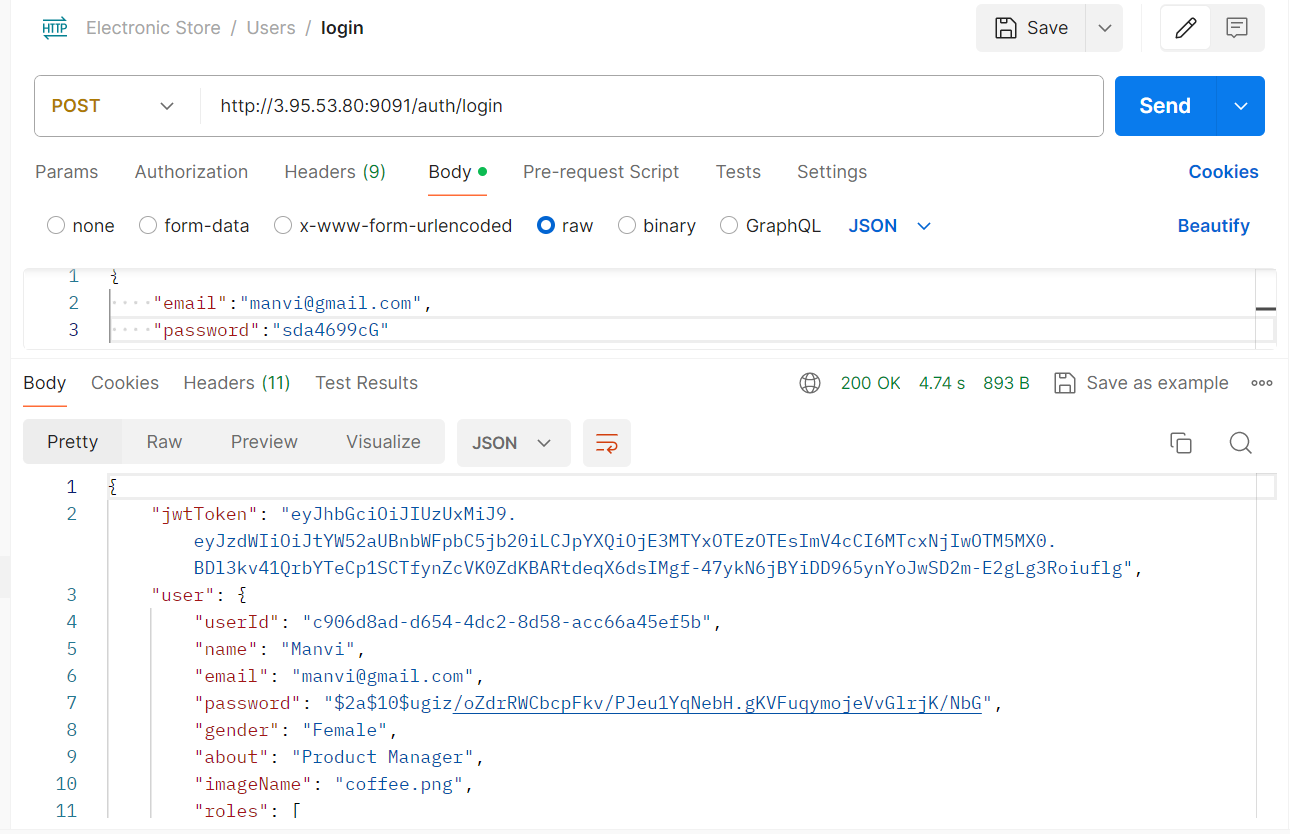 HTTP Electronic Store / Users / login Save
POST http://3.95.53.80:9091/auth/login Send
Params Authorization Headers (9) Body Pre-request Script Tests Settings Cookies
none form-data x-www-form-urlencoded raw binary GraphQL JSON Beautify
1 {
2 ····"email":"manvi@gmail.com",
3 ····"password":"sda4699cG"
Body Cookies Headers (11) Test Results 200 OK 4.74 s 893 B Save as example
Pretty Raw Preview Visualize JSON
1 {
2 "jwtToken": "eyJhbGciOiJIUzUxMiJ9.
eyJzdWIiOiJtYW52aUBnbWFpbC5jb20iLCJpYXQiOjE3MTYxOTEzOTEsImV4cCI6MTcxNjIwOTM5MX0.
BDl3kv41QrbYTeCp1SCTfynZcVK0ZdKBARtdeqX6dsIMgf-47ykN6jBYiDD965ynYoJwSD2m-E2gLg3Roiuflg",
3 "user": {
4 "userId": "c906d8ad-d654-4dc2-8d58-acc66a45ef5b",
5 "name": "Manvi",
6 "email": "manvi@gmail.com",
7 "password": "$2a$10$ugiz/oZdrRWCbcpFkv/PJeu1YqNebH.gKVFuqymojeVvGlrjK/NbG",
8 "gender": "Female",
9 "about": "Product Manager",
10 "imageName": "coffee.png",
11 "roles": [